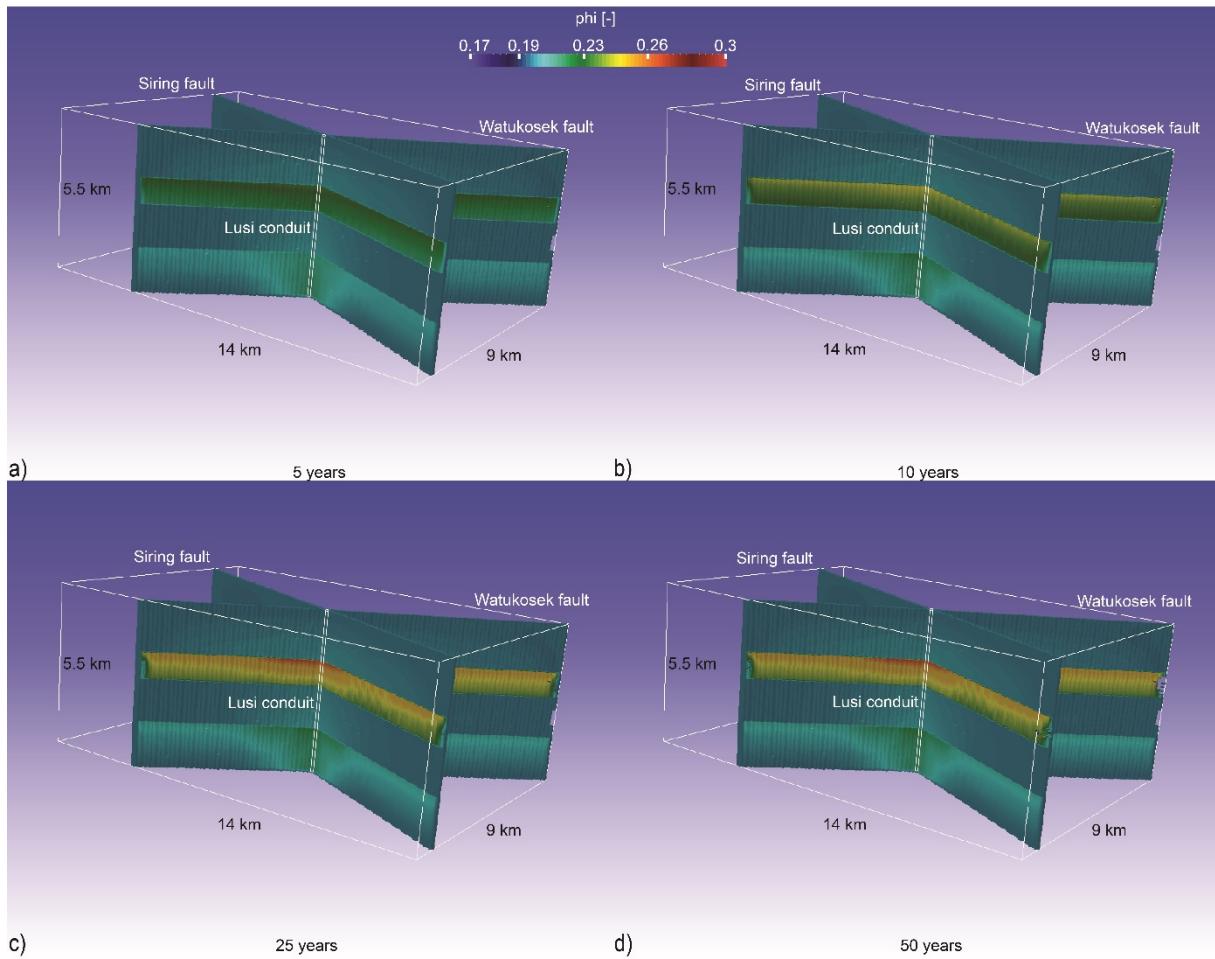 phi [-]
0.17 0.19 0.23 0.26 0.3
Siring fault
Watukosek fault
5.5 km
Lusi conduit
14 km
9 km
a) 5 years
Siring fault
Watukosek fault
5.5 km
Lusi conduit
14 km
9 km
b) 10 years
Siring fault
Watukosek fault
5.5 km
Lusi conduit
14 km
9 km
c) 25 years
Siring fault
Watukosek fault
5.5 km
Lusi conduit
14 km
9 km
d) 50 years